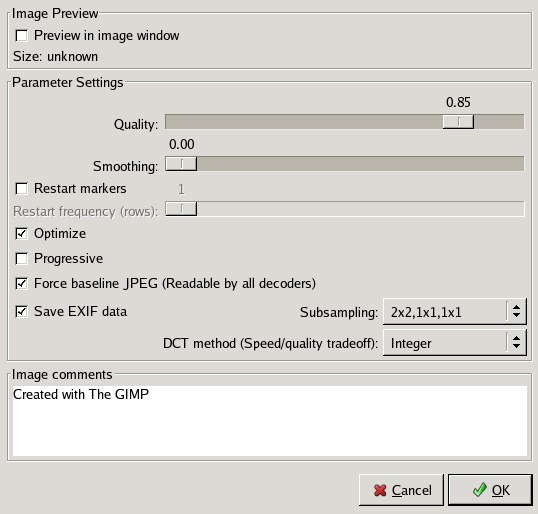 Image Preview
Preview in image window
Size: unknown
Parameter Settings
0.85
Quality:
0.00
Smoothing:
Restart markers
1
Restart frequency (rows):
Optimize
Progressive
Force baseline JPEG (Readable by all decoders)
Save EXIF data
Subsampling: 2x2,1x1,1x1
DCT method (Speed/quality tradeoff): Integer
Image comments
Created with The GIMP
Cancel OK